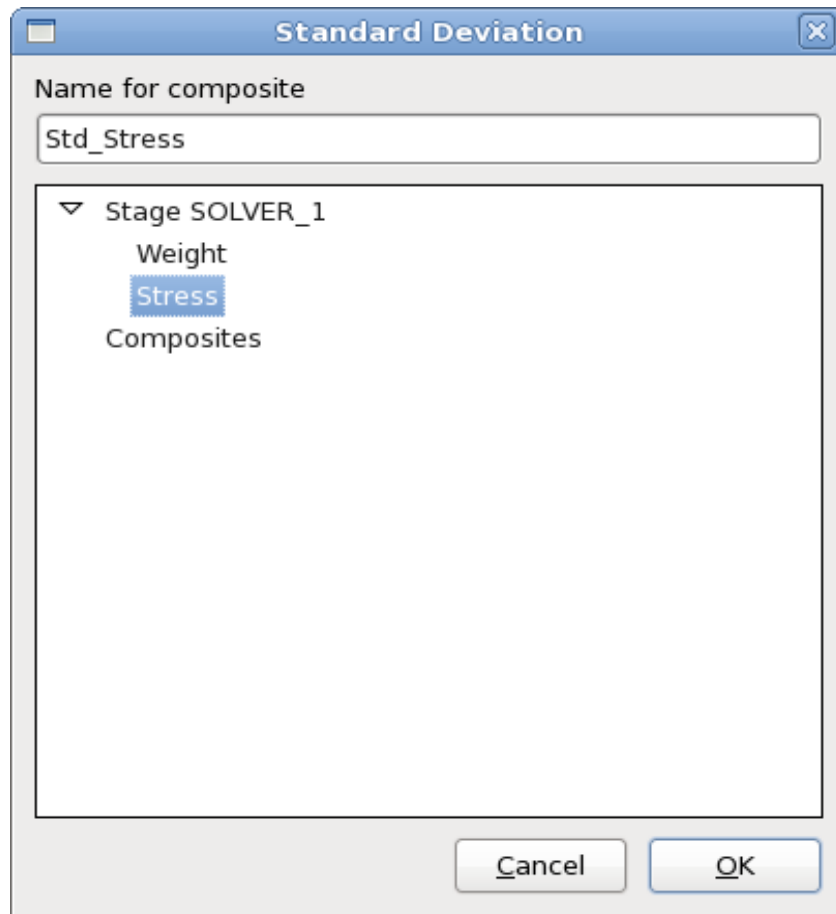 Standard Deviation
Name for composite
Std_Stress
Stage SOLVER_1
Weight
Stress
Composites
Cancel OK